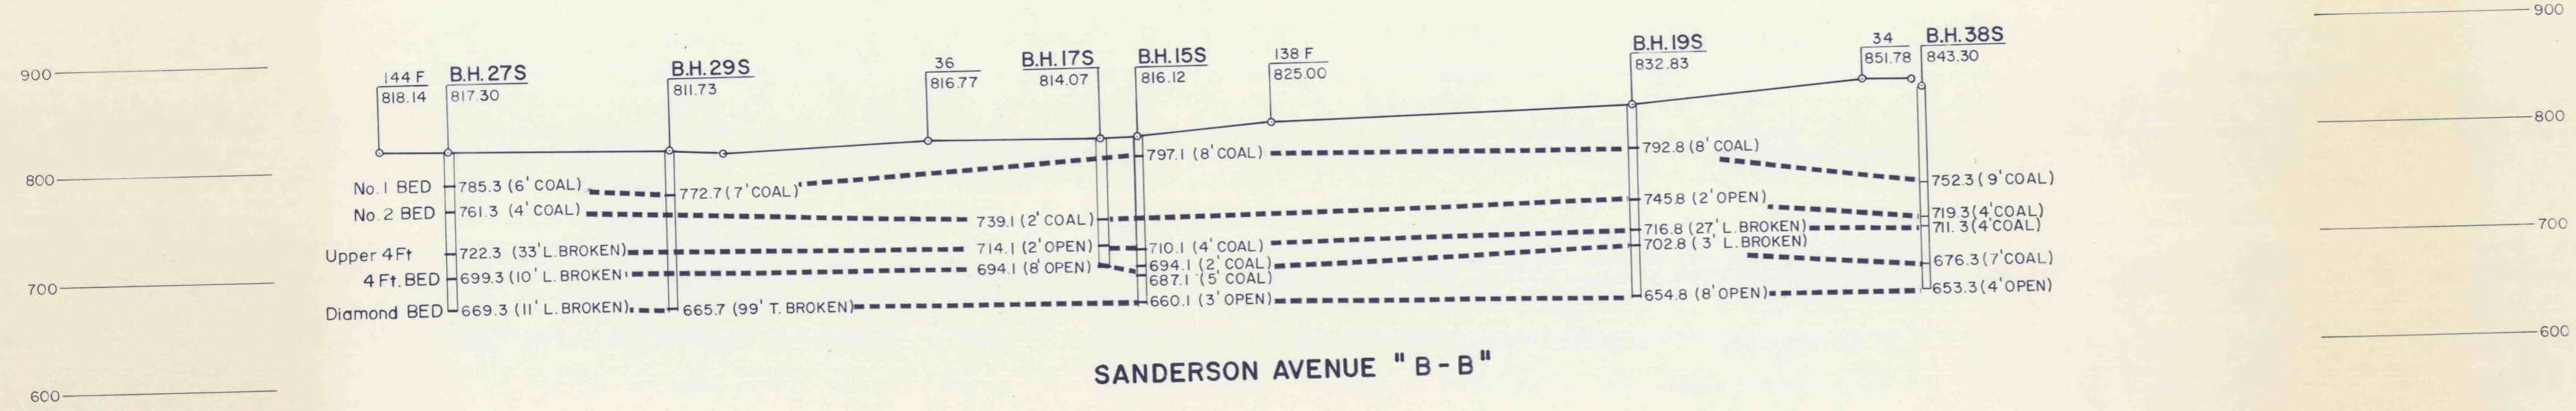 900
800
700
600
144 F
818.14
B.H.27S
817.30
B.H.29S
811.73
36
816.77
B.H.17S
814.07
B.H.15S
816.12
138 F
825.00
B.H.19S
832.83
34
851.78
B.H.38S
843.30
900
800
700
600
No.1 BED
785.3 (6' COAL)
772.7 (7' COAL)
797.1 (8' COAL)
792.8 (8' COAL)
752.3 (9' COAL)
No.2 BED
761.3 (4' COAL)
739.1 (2' COAL)
745.8 (2' OPEN)
719.3 (4' COAL)
Upper 4Ft
722.3 (33' L. BROKEN)
714.1 (2' OPEN)
710.1 (4' COAL)
716.8 (27' L. BROKEN)
711.3 (4' COAL)
4 Ft. BED
699.3 (10' L. BROKEN
694.1 (8' OPEN)
694.1 (2' COAL)
687.1 (5' COAL)
702.8 (3' L. BROKEN)
676.3 (7' COAL)
Diamond BED
669.3 (11' L. BROKEN)
665.7 (99' T. BROKEN)
660.1 (3' OPEN)
654.8 (8' OPEN)
653.3 (4' OPEN)
SANDERSON AVENUE "B-B"